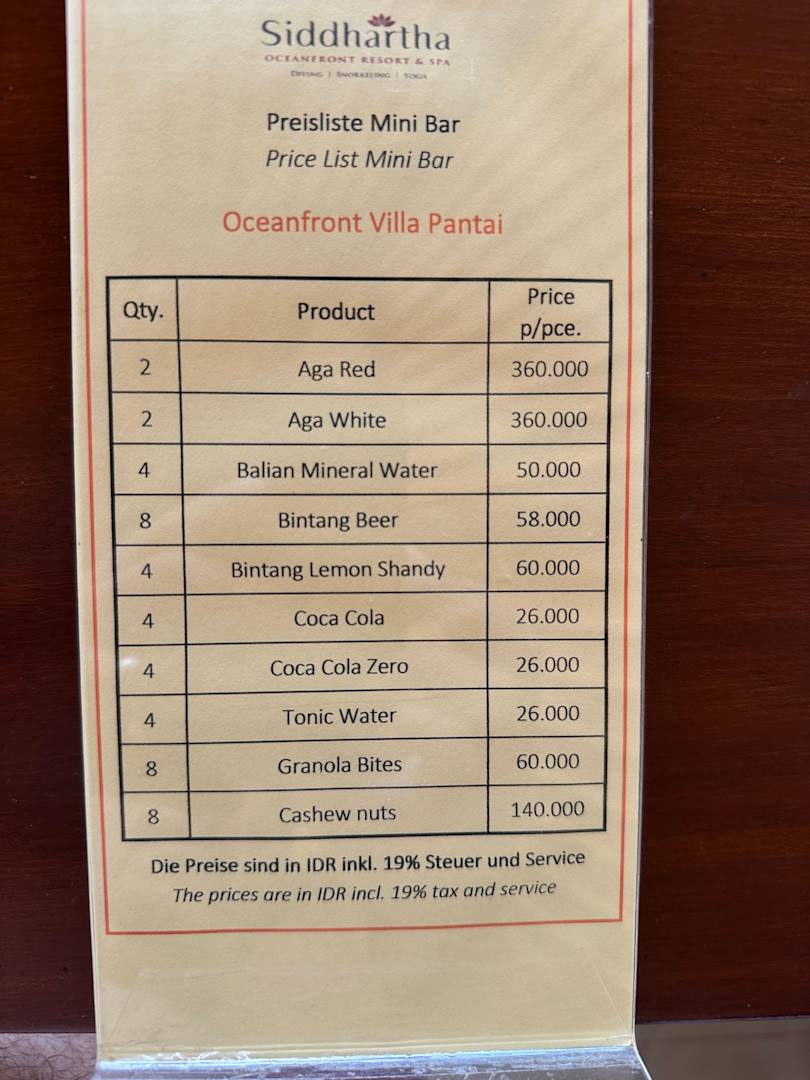 Siddhartha
OCEANFRONT RESORT & SPA
DIVING | SNORKELING | YOGA
Preisliste Mini Bar
Price List Mini Bar
Oceanfront Villa Pantai
Qty. Product Price p/pce.
2 Aga Red 360.000
2 Aga White 360.000
4 Balian Mineral Water 50.000
8 Bintang Beer 58.000
4 Bintang Lemon Shandy 60.000
4 Coca Cola 26.000
4 Coca Cola Zero 26.000
4 Tonic Water 26.000
8 Granola Bites 60.000
8 Cashew nuts 140.000
Die Preise sind in IDR inkl. 19% Steuer und Service
The prices are in IDR incl. 19% tax and service